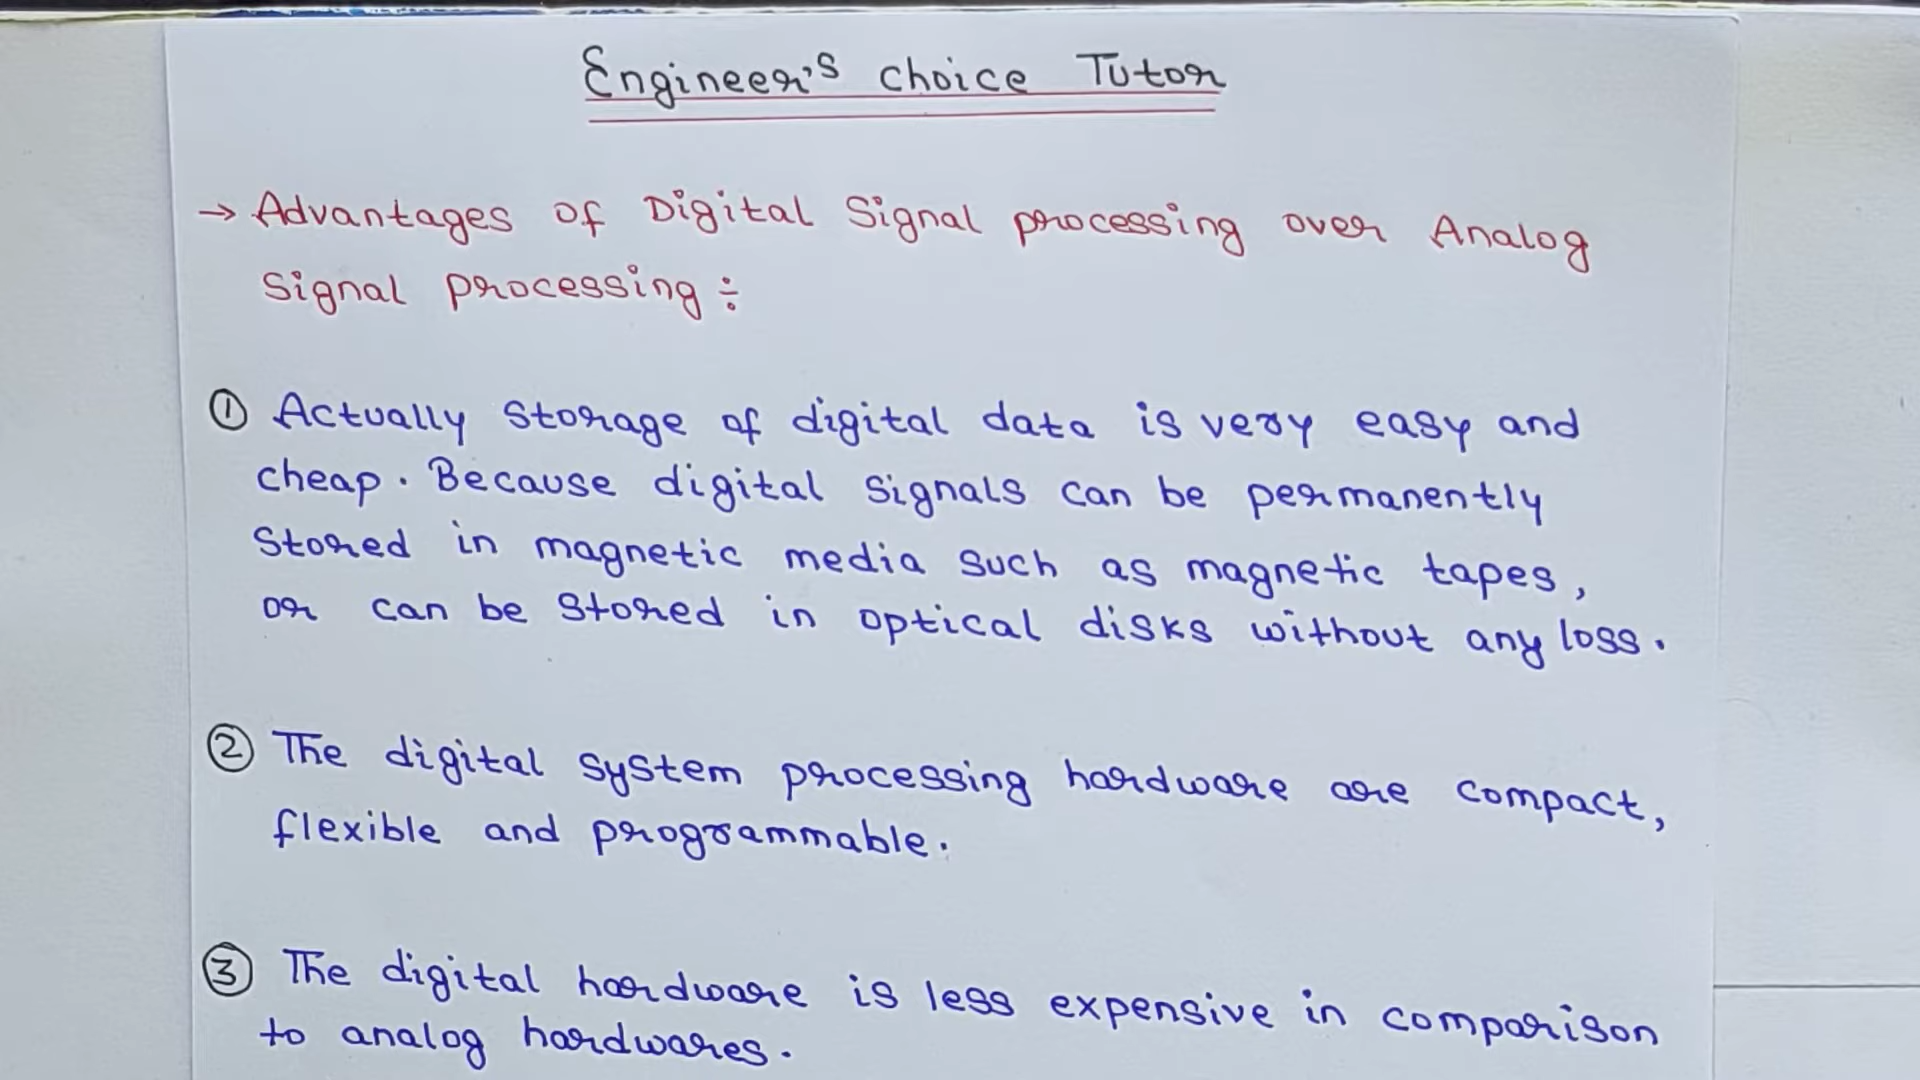 Engineer's choice Tutor
→ Advantages of Digital Signal processing over Analog
Signal processing ÷
① Actually storage of digital data is very easy and
cheap. Because digital signals can be permanently
stored in magnetic media such as magnetic tapes,
or can be stored in optical disks without any loss.
② The digital system processing hardware are compact,
flexible and programmable.
③ The digital hardware is less expensive in comparison
to analog hardwares.